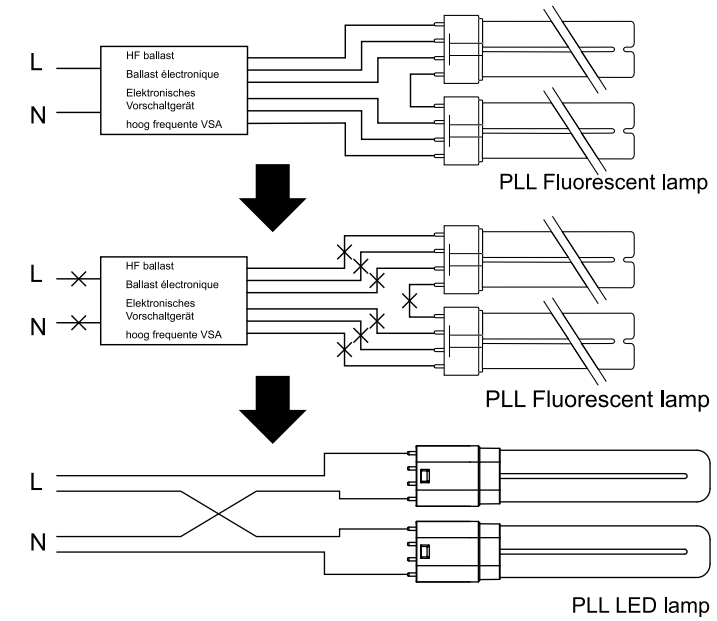 HF ballast
L
Ballast électronique
Elektronisches
Vorschaltgerät
N
hoog frequente VSA
PLL Fluorescent lamp
HF ballast
L
Ballast électronique
Elektronisches
Vorschaltgerät
N
hoog frequente VSA
PLL Fluorescent lamp
L
N
PLL LED lamp